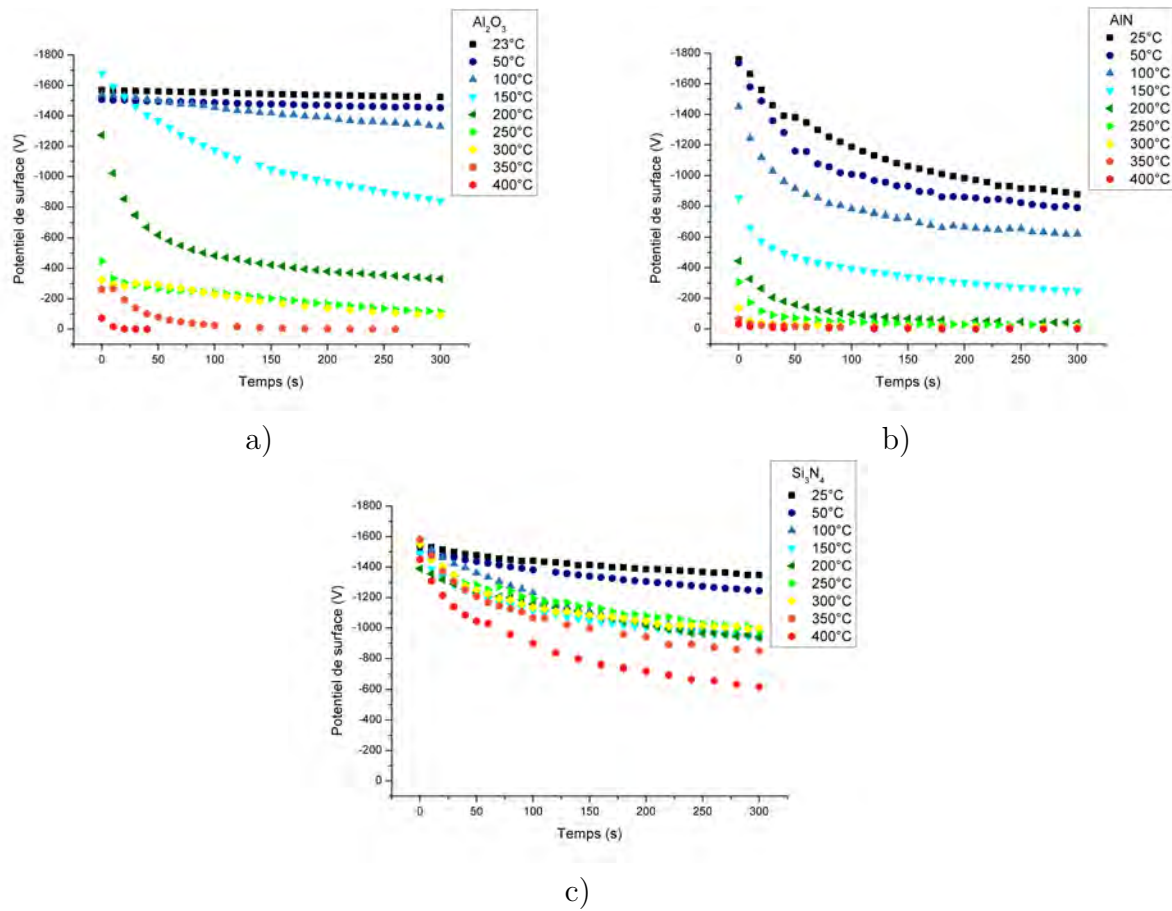 Al₂O₃
23°C
50°C
100°C
150°C
200°C
250°C
300°C
350°C
400°C
Potentiel de surface (V)
-1800
-1600
-1400
-1200
-1000
-800
-600
-400
-200
0
0 50 100 150 200 250 300
Temps (s)
a)
AlN
25°C
50°C
100°C
150°C
200°C
250°C
300°C
350°C
400°C
Potentiel de surface (V)
-1800
-1600
-1400
-1200
-1000
-800
-600
-400
-200
0
0 50 100 150 200 250 300
Temps (s)
b)
Si₃N₄
25°C
50°C
100°C
150°C
200°C
250°C
300°C
350°C
400°C
Potentiel de surface (V)
-1800
-1600
-1400
-1200
-1000
-800
-600
-400
-200
0
0 50 100 150 200 250 300
Temps (s)
c)